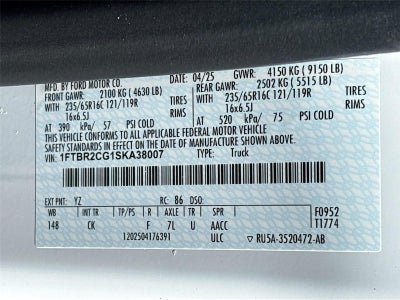 MFD. BY FORD MOTOR CO.
DATE: 04/25 GVWR: 4150 KG ( 9150 LB)
FRONT GAWR: 2100 KG ( 4630 LB) REAR GAWR: 2502 KG ( 5515 LB)
WITH 235/65R16C 121/119R TIRES WITH 235/65R16C 121/119R TIRES
16x6.5J RIMS 16x6.5J RIMS
AT 390 kPa/ 57 PSI COLD AT 520 kPa/ 75 PSI COLD
THIS VEHICLE CONFORMS TO ALL APPLICABLE FEDERAL MOTOR VEHICLE SAFETY
STANDARDS IN EFFECT ON THE DATE OF MANUFACTURE SHOWN ABOVE.
VIN: 1FTBR2CG1SKA38007 TYPE: Truck
EXT PNT: YZ RC: B6 DSO: F0952
WB INT TR TP/PS R AXLE TR SPR T1774
148 CK F 7L U AACC
1202504176391 ULC ▽ RU5A-3520472-AB